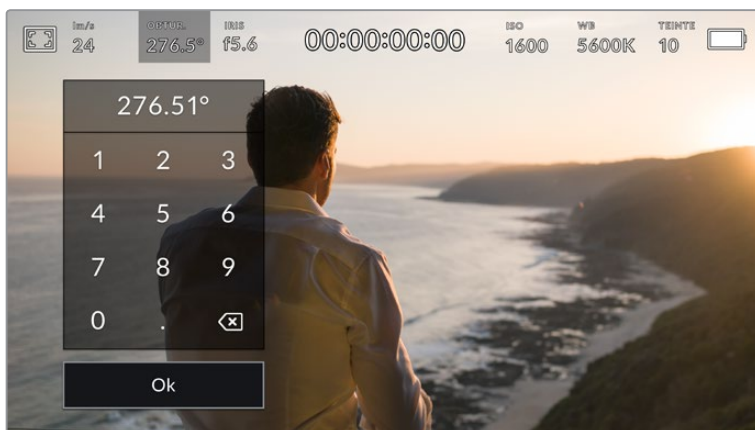 Im/s OBTUR. IRIS ISO WB TEINTE
24 276.5° f5.6 00:00:00:00 1600 5600K 10
276.51°
1 2 3
4 5 6
7 8 9
0 .
Ok